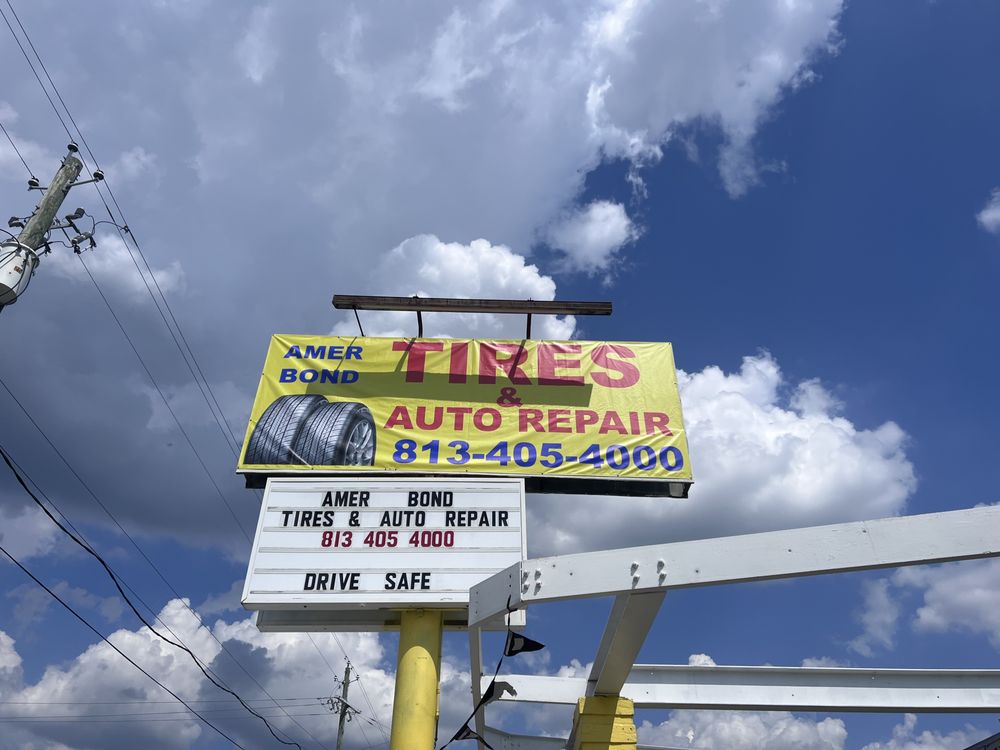 AMER
BOND
TIRES
&
AUTO REPAIR
813-405-4000
AMER BOND
TIRES & AUTO REPAIR
813 405 4000
DRIVE SAFE